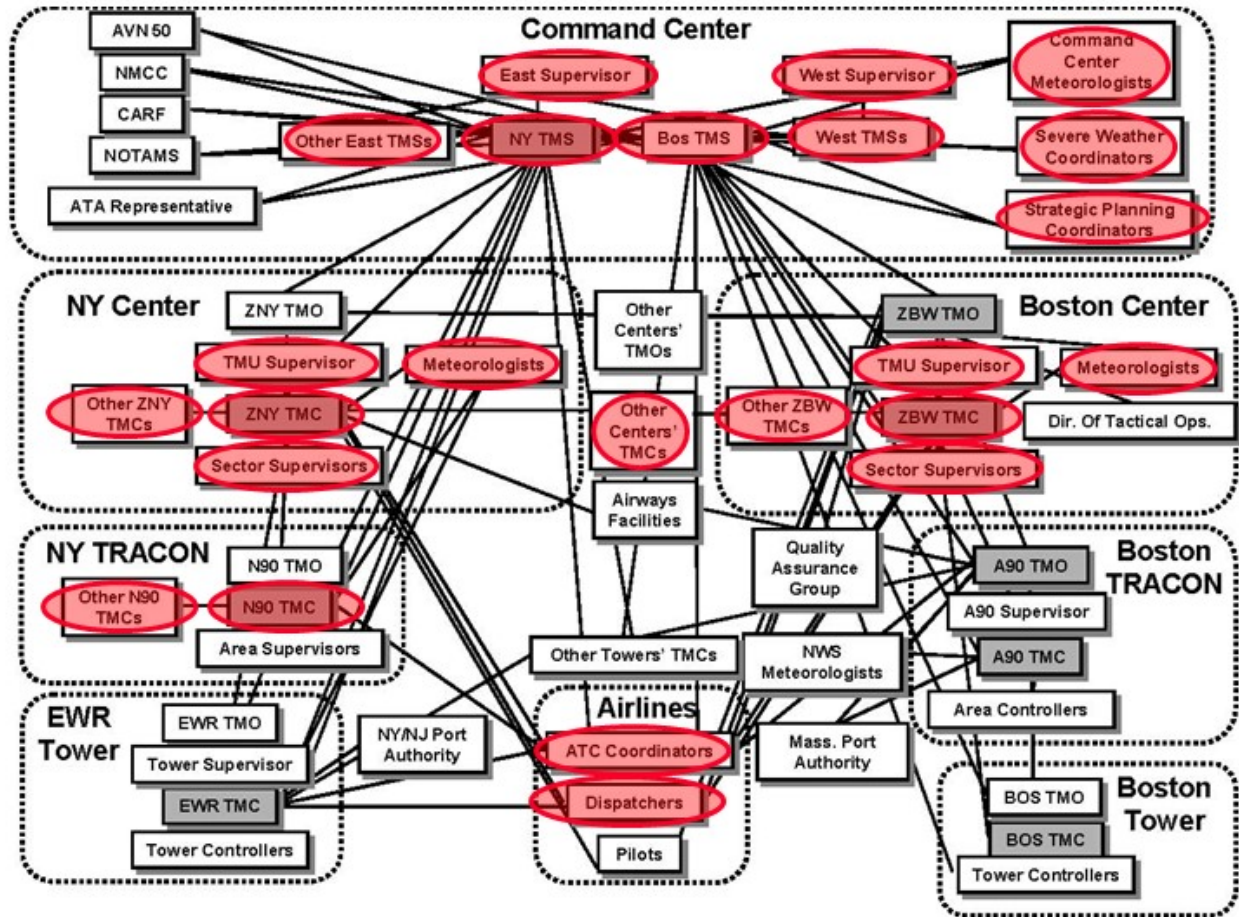 Command Center
AVN 50
NMCC
CARF
NOTAMS
ATA Representative
East Supervisor
West Supervisor
Command
Center
Meteorologists
Other East TMSs
NY TMS
Bos TMS
West TMSs
Severe Weather
Coordinators
Strategic Planning
Coordinators
NY Center
ZNY TMO
TMU Supervisor
Meteorologists
Other ZNY
TMCs
ZNY TMC
Sector Supervisors
Other
Centers'
TMOs
Other
Centers'
TMCs
Airways
Facilities
Boston Center
ZBW TMO
TMU Supervisor
Meteorologists
Other ZBW
TMCs
ZBW TMC
Dir. Of Tactical Ops.
Sector Supervisors
NY TRACON
N90 TMO
Other N90
TMCs
N90 TMC
Area Supervisors
Quality
Assurance
Group
Other Towers' TMCs
NWS
Meteorologists
Boston
TRACON
A90 TMO
A90 Supervisor
A90 TMC
Area Controllers
EWR
Tower
EWR TMO
Tower Supervisor
EWR TMC
Tower Controllers
NY/NJ Port
Authority
Airlines
ATC Coordinators
Dispatchers
Pilots
Mass. Port
Authority
Boston
Tower
BOS TMO
BOS TMC
Tower Controllers